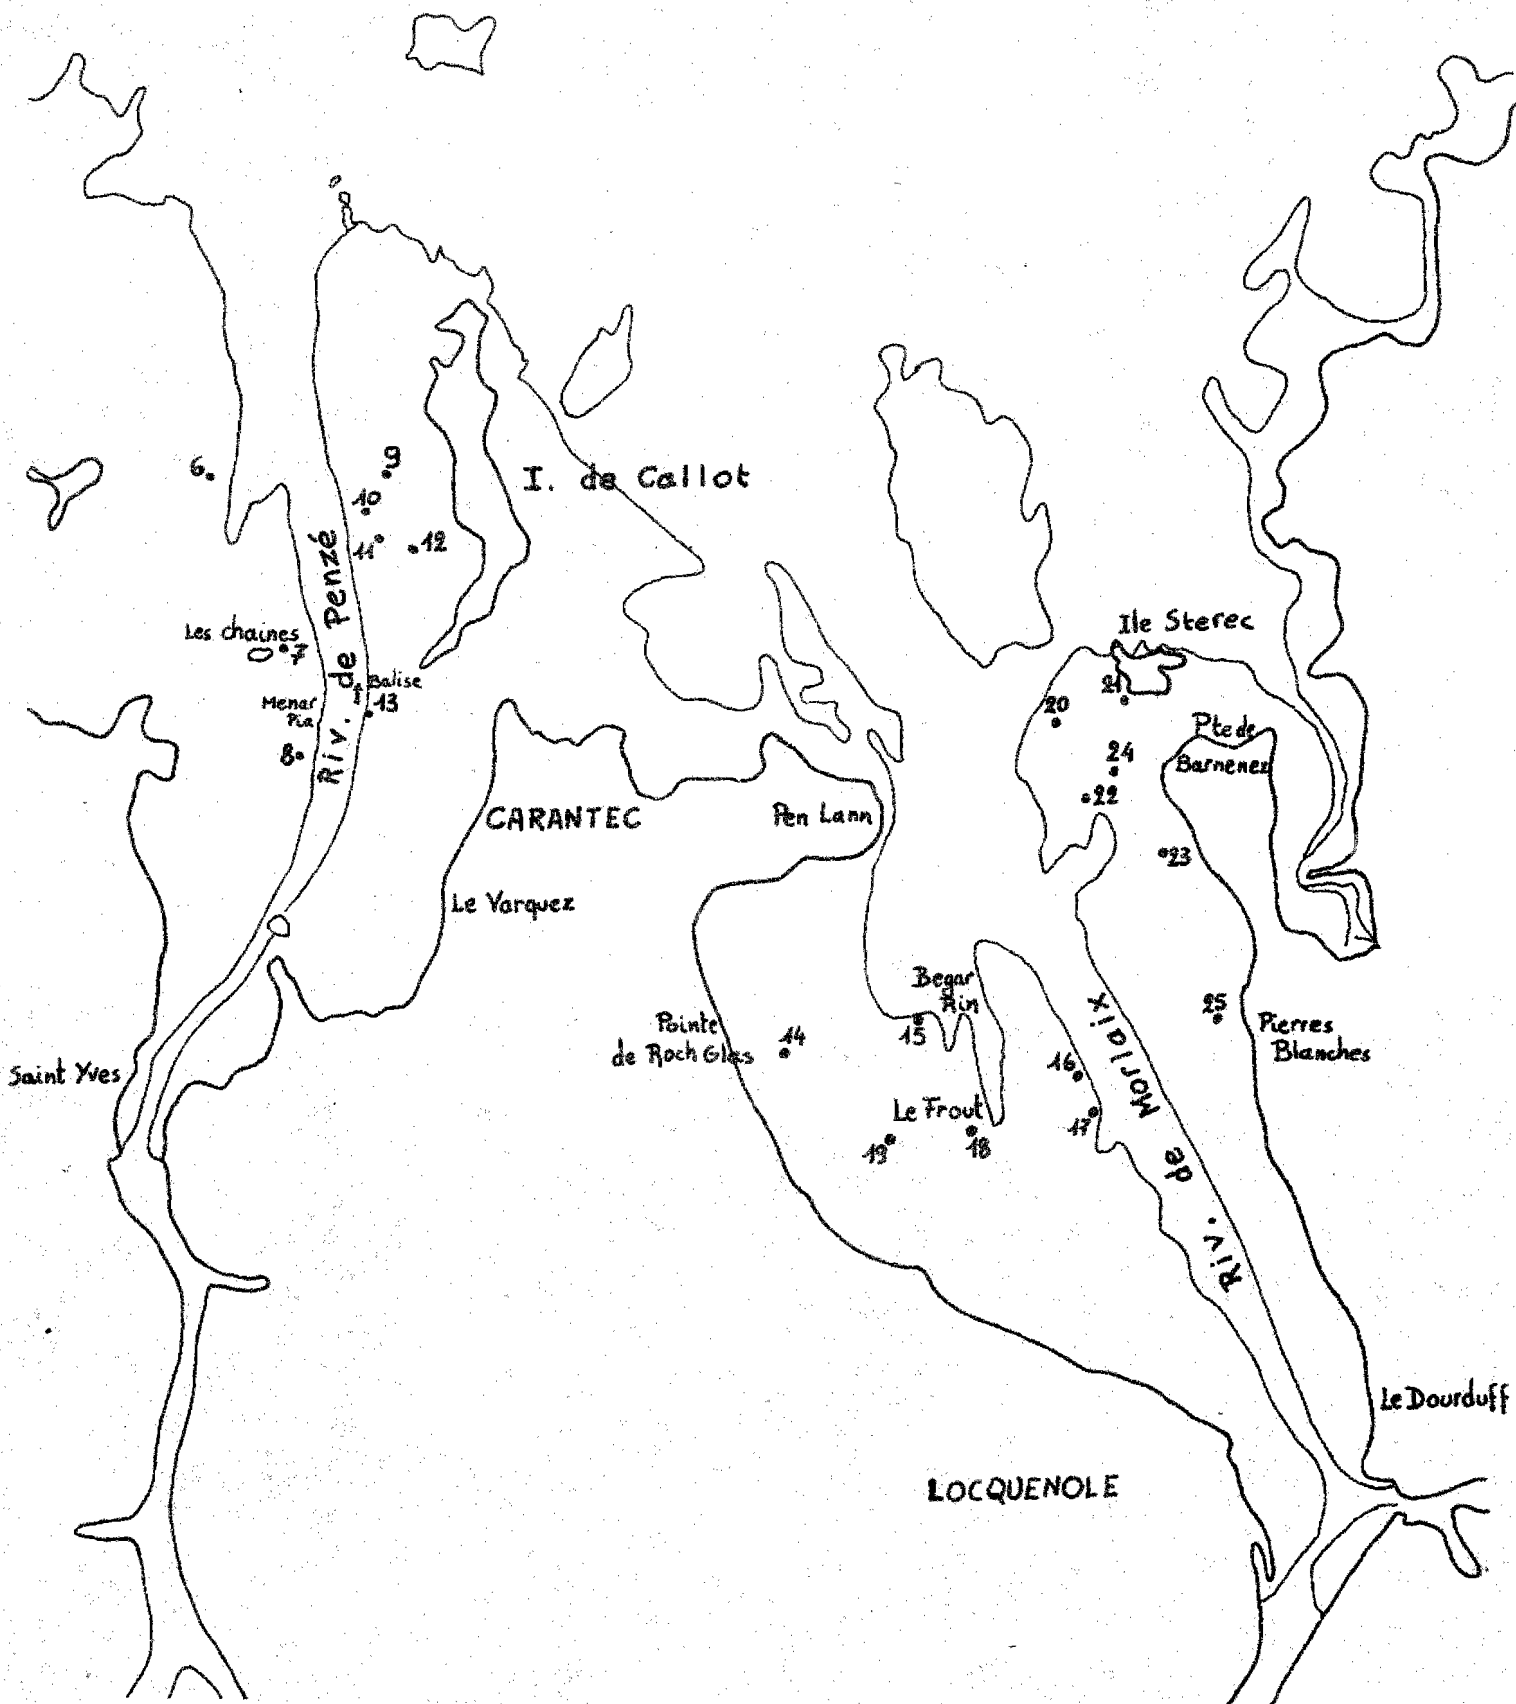 9
6
I. de Callot
10
11
12
Riv. de Penzé
Ile Sterec
Les chaines
7
Balise
21
Menar
Pia
13
20
Pte de
8
24
Barnenez
22
CARANTEC
Pen Lann
23
Le Varquez
Begar
Rin
25
Pointe
de Roch Glas
14
15
Pierres
Blanches
Saint Yves
16
Riv. de Morlaix
Le Frout
17
19
18
Le Dourduff
LOCQUENOLE